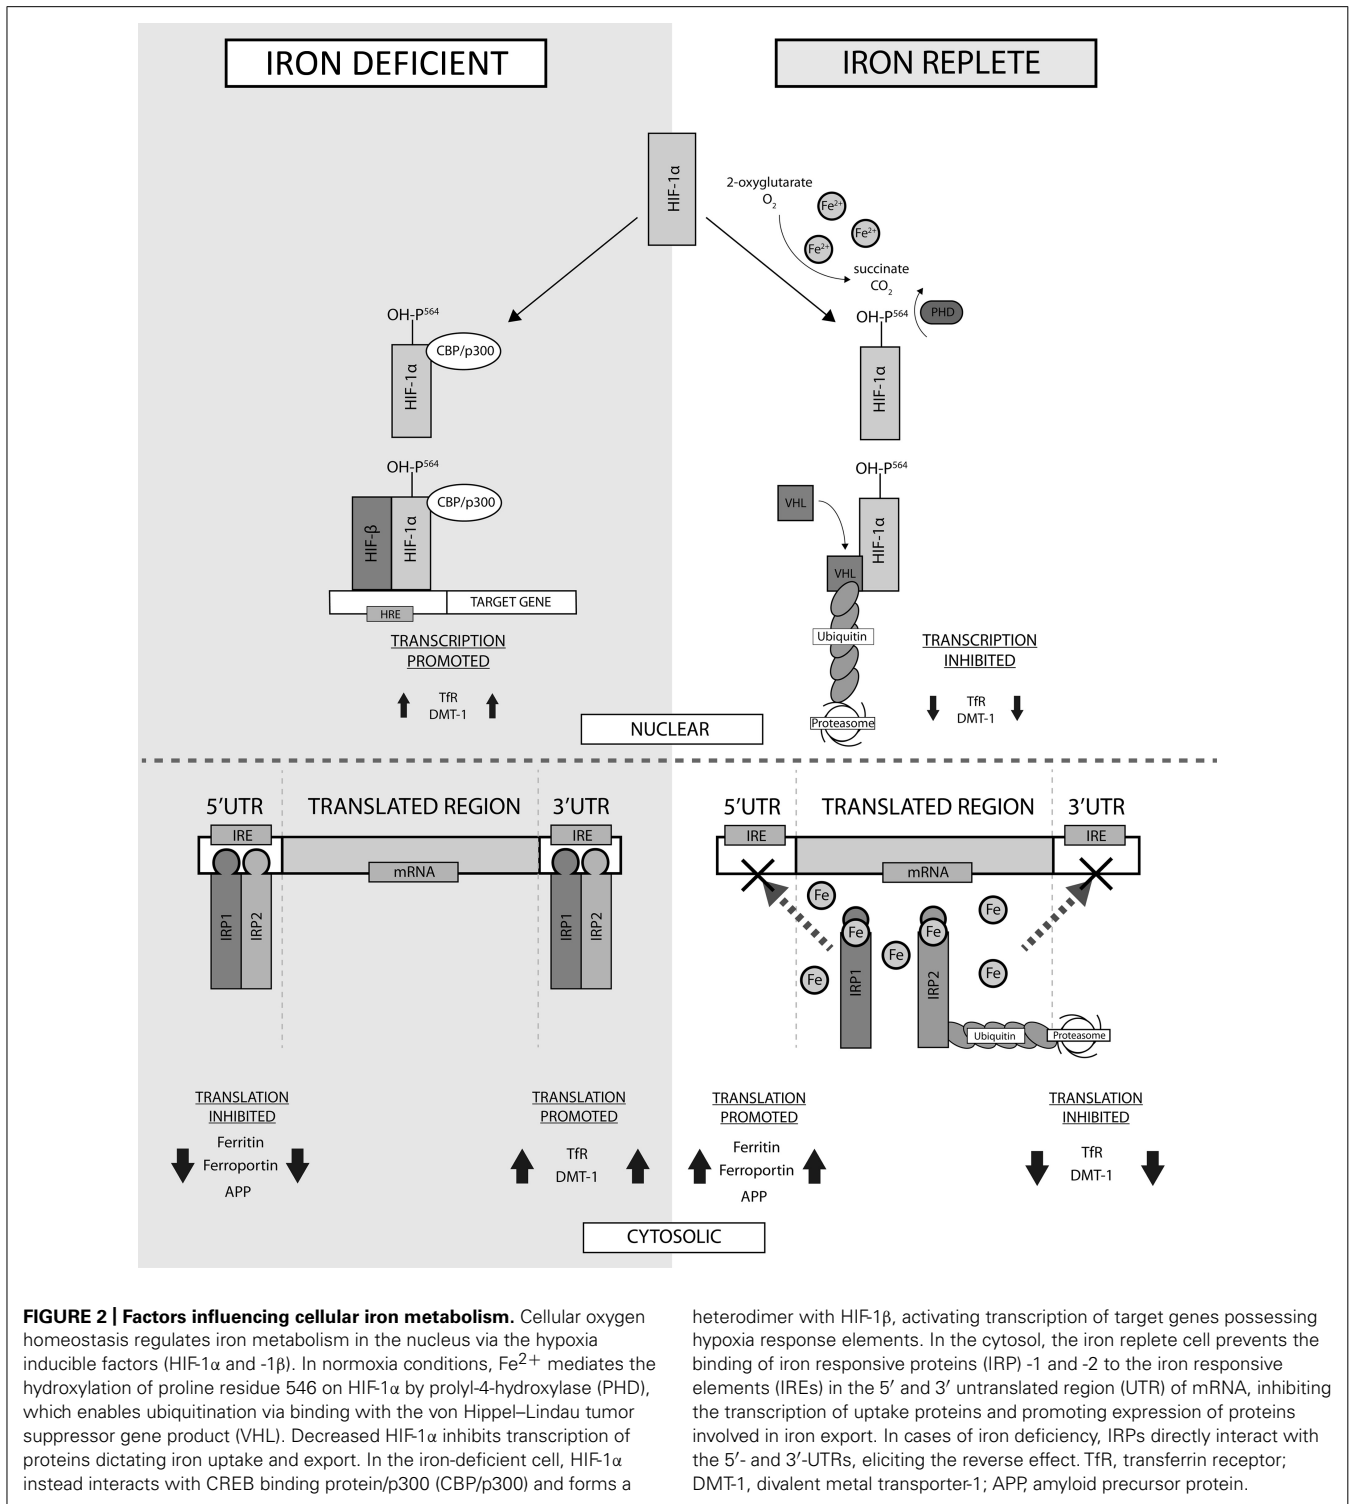 IRON DEFICIENT
IRON REPLETE
HIF-1α
2-oxyglutarate
O2
Fe2+
Fe2+
Fe2+
succinate
CO2
PHD
OH-P564
CBP/p300
HIF-1α
OH-P564
HIF-1α
OH-P564
CBP/p300
HIF-β
HIF-1α
HRE
TARGET GENE
TRANSCRIPTION
PROMOTED
TfR
DMT-1
OH-P564
VHL
HIF-1α
VHL
Ubiquitin
Proteasome
TRANSCRIPTION
INHIBITED
TfR
DMT-1
NUCLEAR
5′UTR
TRANSLATED REGION
3′UTR
IRE
IRE
mRNA
IRP1
IRP2
IRP1
IRP2
5′UTR
TRANSLATED REGION
3′UTR
IRE
IRE
mRNA
Fe
Fe
Fe
Fe
Fe
Fe
Fe
IRP1
IRP2
Ubiquitin
Proteasome
TRANSLATION
INHIBITED
Ferritin
Ferroportin
APP
TRANSLATION
PROMOTED
TfR
DMT-1
TRANSLATION
PROMOTED
Ferritin
Ferroportin
APP
TRANSLATION
INHIBITED
TfR
DMT-1
CYTOSOLIC
FIGURE 2 | Factors influencing cellular iron metabolism. Cellular oxygen
homeostasis regulates iron metabolism in the nucleus via the hypoxia
inducible factors (HIF-1α and -1β). In normoxia conditions, Fe2+ mediates the
hydroxylation of proline residue 546 on HIF-1α by prolyl-4-hydroxylase (PHD),
which enables ubiquitination via binding with the von Hippel–Lindau tumor
suppressor gene product (VHL). Decreased HIF-1α inhibits transcription of
proteins dictating iron uptake and export. In the iron-deficient cell, HIF-1α
instead interacts with CREB binding protein/p300 (CBP/p300) and forms a
heterodimer with HIF-1β, activating transcription of target genes possessing
hypoxia response elements. In the cytosol, the iron replete cell prevents the
binding of iron responsive proteins (IRP) -1 and -2 to the iron responsive
elements (IREs) in the 5′ and 3′ untranslated region (UTR) of mRNA, inhibiting
the transcription of uptake proteins and promoting expression of proteins
involved in iron export. In cases of iron deficiency, IRPs directly interact with
the 5′- and 3′-UTRs, eliciting the reverse effect. TfR, transferrin receptor;
DMT-1, divalent metal transporter-1; APP, amyloid precursor protein.